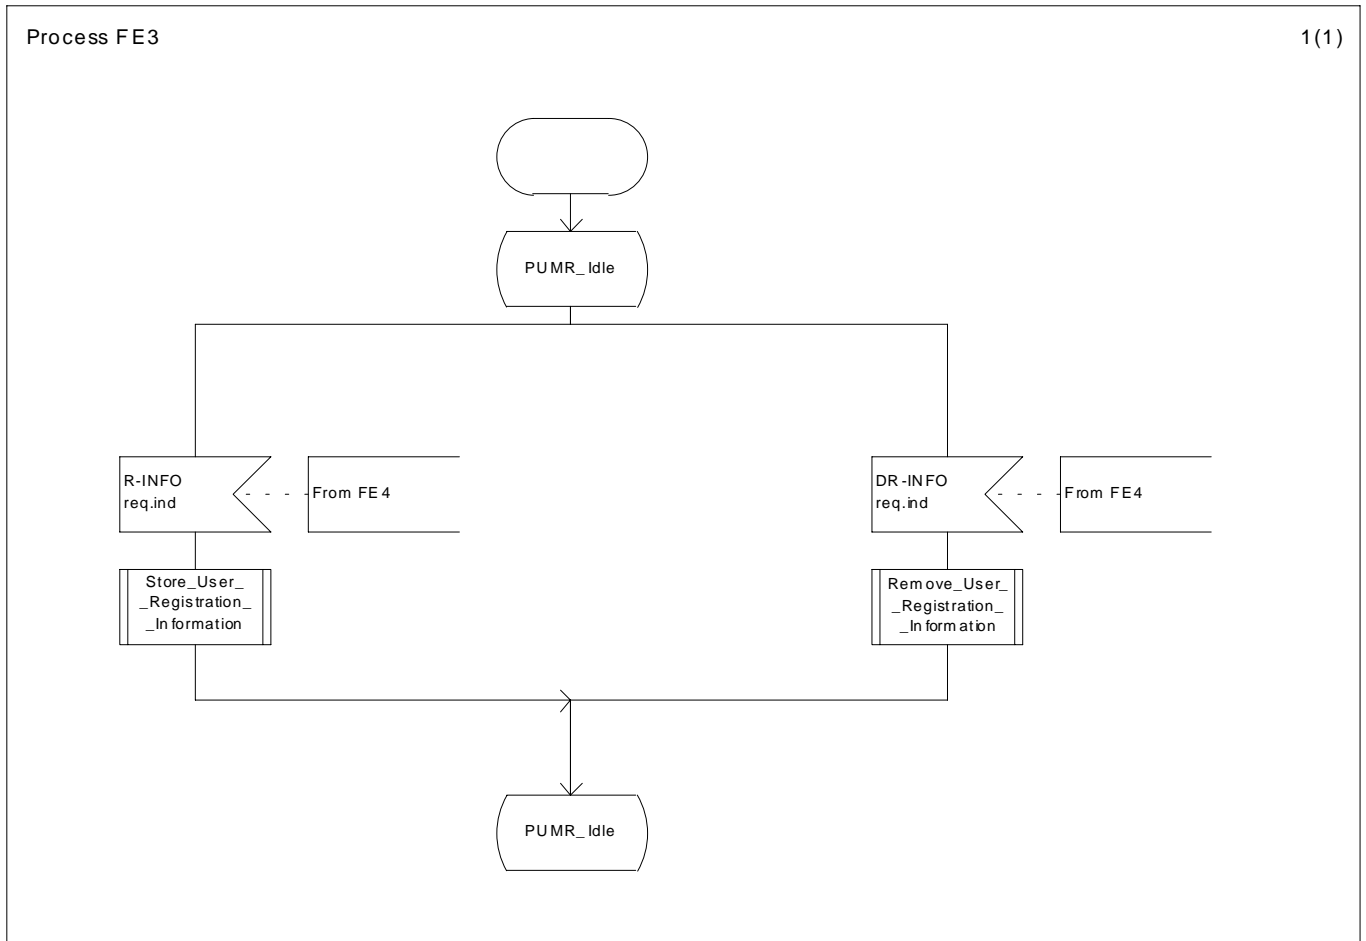 Process FE3
1(1)
PUMR_Idle
R-INFO
req.ind
From FE4
DR-INFO
req.ind
From FE4
Store_User_
_Registration_
_Information
Remove_User_
_Registration_
_Information
PUMR_Idle